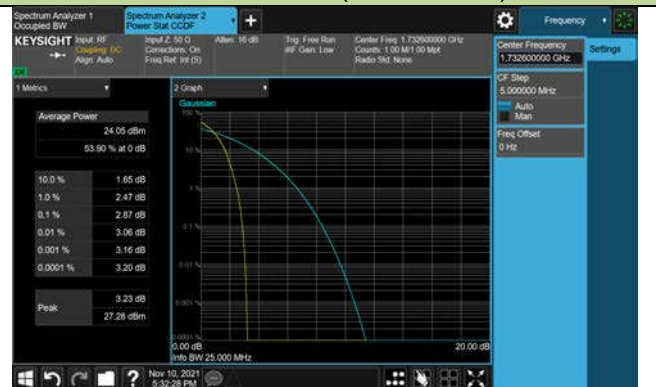 Spectrum Analyzer 1
Occupied BW
Spectrum Analyzer 2
Power Stat CCDF
Frequency
KEYSIGHT
Input: RF
Coupling: DC
Align: Auto
Input Z: 50 Ω
Corrections: On
Freq Ref: Int (S)
Atten: 16 dB
Trig: Free Run
#IF Gain: Low
Center Freq: 1.732600000 GHz
Counts: 1.00 M/1.00 Mpt
Radio Std: None
Center Frequency
1.732600000 GHz
Settings
CF Step
5.000000 MHz
Auto
Man
Freq Offset
0 Hz
1 Metrics
Average Power
24.05 dBm
53.90 % at 0 dB
10.0 % 1.65 dB
1.0 % 2.47 dB
0.1 % 2.87 dB
0.01 % 3.06 dB
0.001 % 3.16 dB
0.0001 % 3.20 dB
Peak
3.23 dB
27.28 dBm
2 Graph
Gaussian
100 %
10 %
1 %
0.1 %
0.01 %
0.001 %
0.0001 %
0.00 dB
20.00 dB
Info BW 25.000 MHz
?
Nov 10, 2021
5:32:28 PM